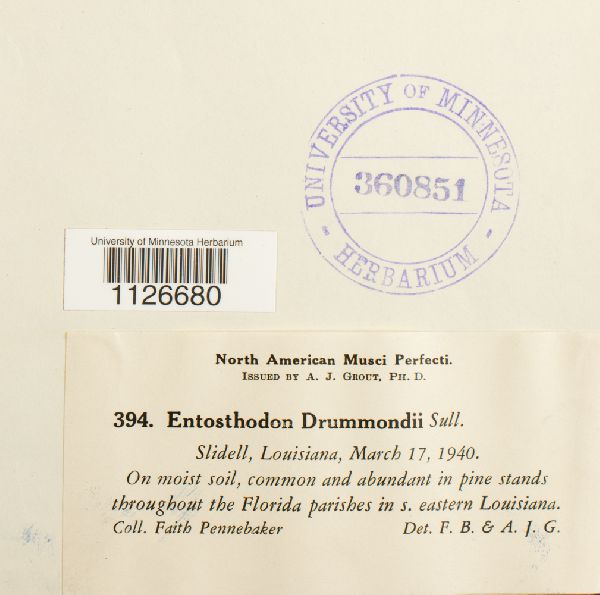 UNIVERSITY OF MINNESOTA
360851
- HERBARIUM -
University of Minnesota Herbarium
1126680
North American Musci Perfecti.
Issued by A. J. Grout, Ph. D.
394. Entosthodon Drummondii Sull.
Slidell, Louisiana, March 17, 1940.
On moist soil, common and abundant in pine stands
throughout the Florida parishes in s. eastern Louisiana.
Coll. Faith Pennebaker Det. F. B. & A. J. G.